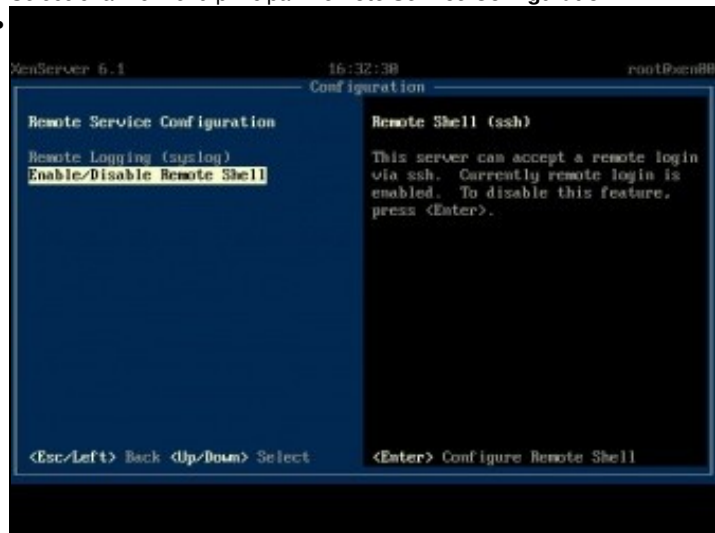 XenServer 6.1 16:32:30 root@xen00
Configuration
Remote Service Configuration
Remote Logging (syslog)
Enable/Disable Remote Shell
<Esc/Left> Back <Up/Down> Select
Remote Shell (ssh)
This server can accept a remote login
via ssh. Currently remote login is
enabled. To disable this feature,
press <Enter>.
<Enter> Configure Remote Shell